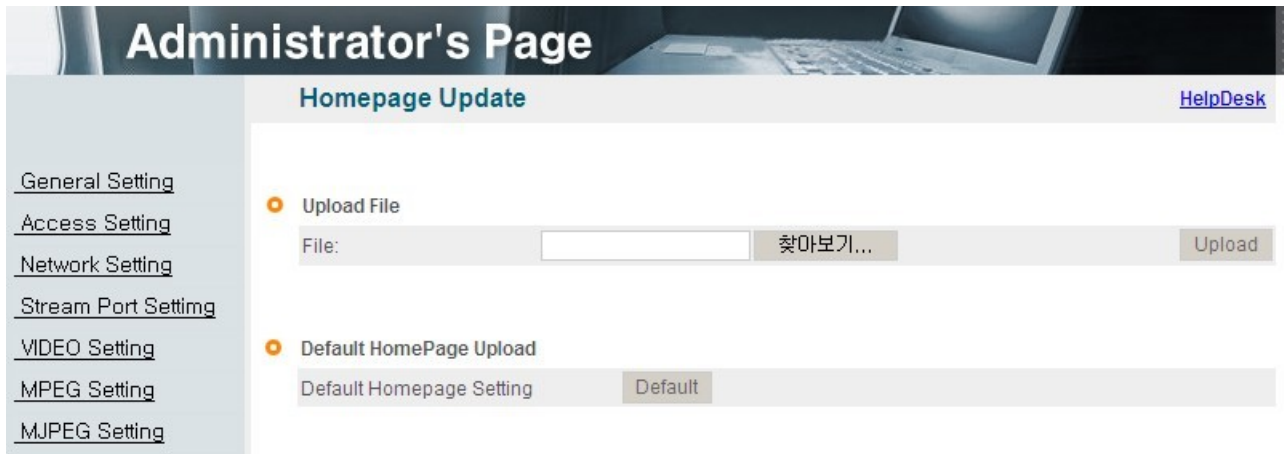 Administrator's Page
Homepage Update
HelpDesk
General Setting
Access Setting
Network Setting
Stream Port Settimg
VIDEO Setting
MPEG Setting
MJPEG Setting
Upload File
File:
찾아보기...
Upload
Default HomePage Upload
Default Homepage Setting
Default